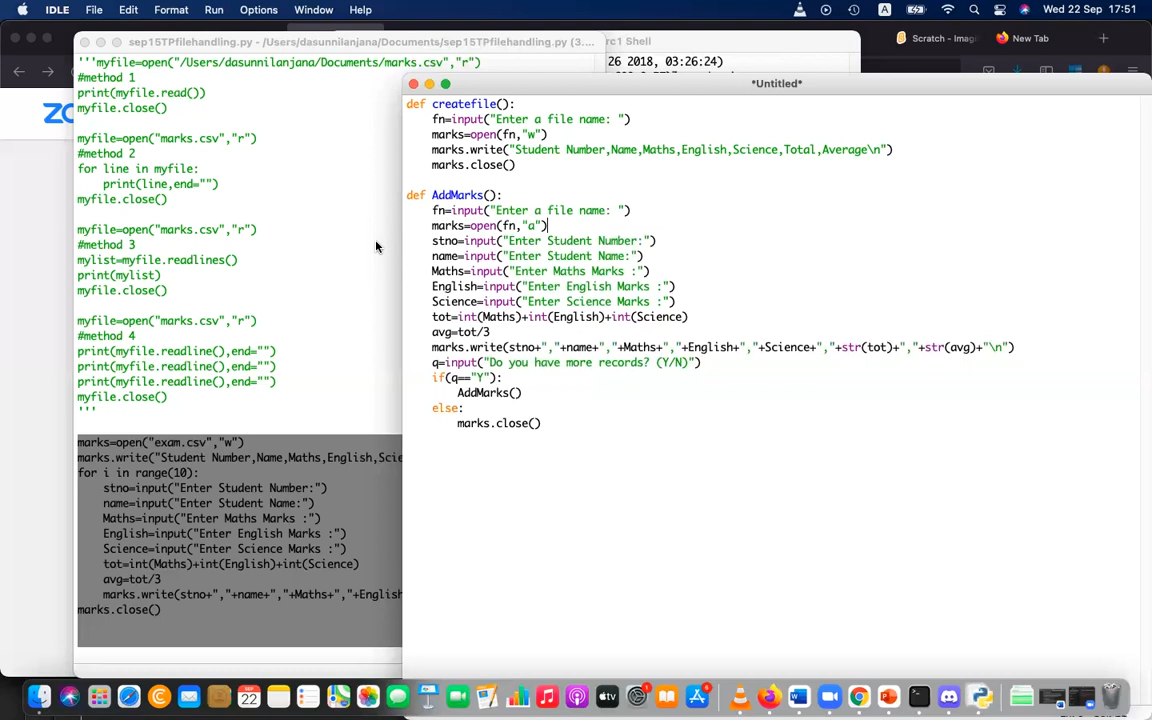 IDLE File Edit Format Run Options Window Help
A Wed 22 Sep 17:51
sep15TPfilehandling.py - /Users/dasunnilanjana/Documents/sep15TPfilehandling.py (3....
rc1 Shell
Scratch - Imagi
New Tab
26 2018, 03:26:24)
'''myfile=open("/Users/dasunnilanjana/Documents/marks.csv","r")
#method 1
print(myfile.read())
myfile.close()
myfile=open("marks.csv","r")
#method 2
for line in myfile:
    print(line,end="")
myfile.close()
myfile=open("marks.csv","r")
#method 3
mylist=myfile.readlines()
print(mylist)
myfile.close()
myfile=open("marks.csv","r")
#method 4
print(myfile.readline(),end="")
print(myfile.readline(),end="")
print(myfile.readline(),end="")
myfile.close()
'''
marks=open("exam.csv","w")
marks.write("Student Number,Name,Maths,English,Scie
for i in range(10):
    stno=input("Enter Student Number:")
    name=input("Enter Student Name:")
    Maths=input("Enter Maths Marks :")
    English=input("Enter English Marks :")
    Science=input("Enter Science Marks :")
    tot=int(Maths)+int(English)+int(Science)
    avg=tot/3
    marks.write(stno+","+name+","+Maths+","+English
marks.close()
*Untitled*
def createfile():
    fn=input("Enter a file name: ")
    marks=open(fn,"w")
    marks.write("Student Number,Name,Maths,English,Science,Total,Average\n")
    marks.close()
def AddMarks():
    fn=input("Enter a file name: ")
    marks=open(fn,"a")
    stno=input("Enter Student Number:")
    name=input("Enter Student Name:")
    Maths=input("Enter Maths Marks :")
    English=input("Enter English Marks :")
    Science=input("Enter Science Marks :")
    tot=int(Maths)+int(English)+int(Science)
    avg=tot/3
    marks.write(stno+","+name+","+Maths+","+English+","+Science+","+str(tot)+","+str(avg)+"\n")
    q=input("Do you have more records? (Y/N)")
    if(q=="Y"):
        AddMarks()
    else:
        marks.close()
SEP
22
tv